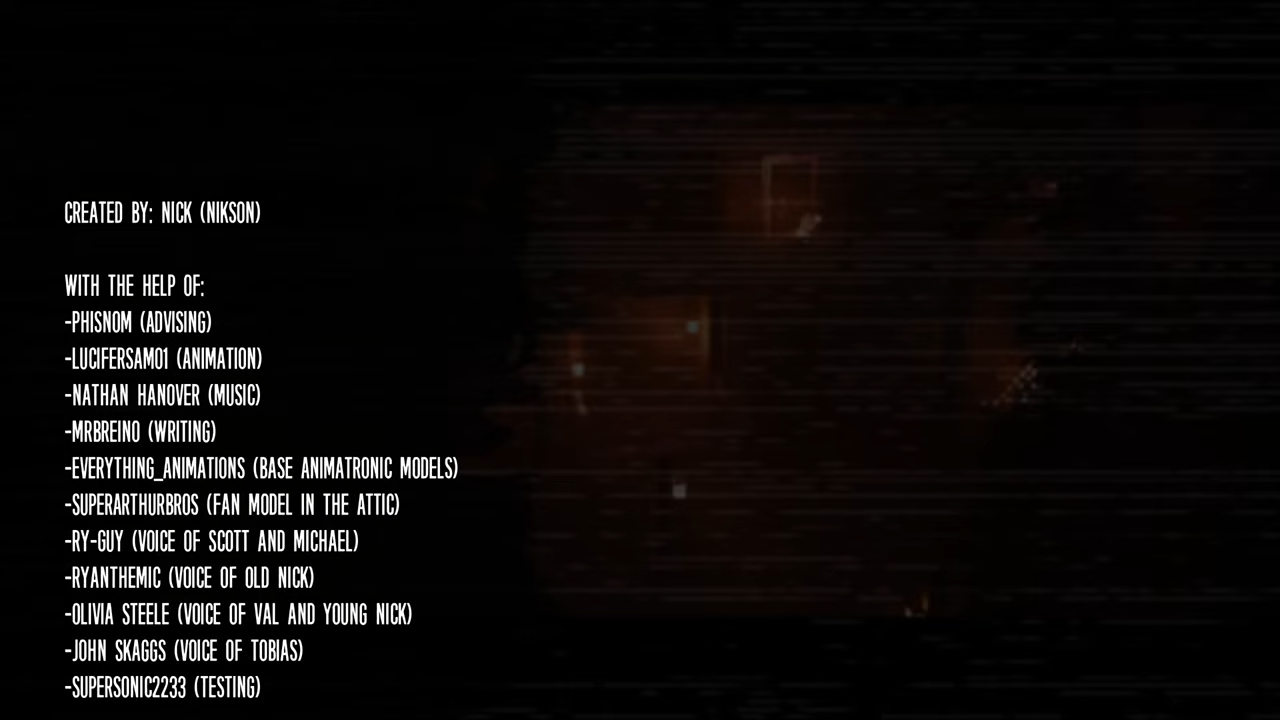 CREATED BY: NICK (NIKSON)
WITH THE HELP OF:
-PHISNOM (ADVISING)
-LUCIFERSAM01 (ANIMATION)
-NATHAN HANOVER (MUSIC)
-MRBREINO (WRITING)
-EVERYTHING_ANIMATIONS (BASE ANIMATRONIC MODELS)
-SUPERARTHURBROS (FAN MODEL IN THE ATTIC)
-RY-GUY (VOICE OF SCOTT AND MICHAEL)
-RYANTHEMIC (VOICE OF OLD NICK)
-OLIVIA STEELE (VOICE OF VAL AND YOUNG NICK)
-JOHN SKAGGS (VOICE OF TOBIAS)
-SUPERSONIC2233 (TESTING)